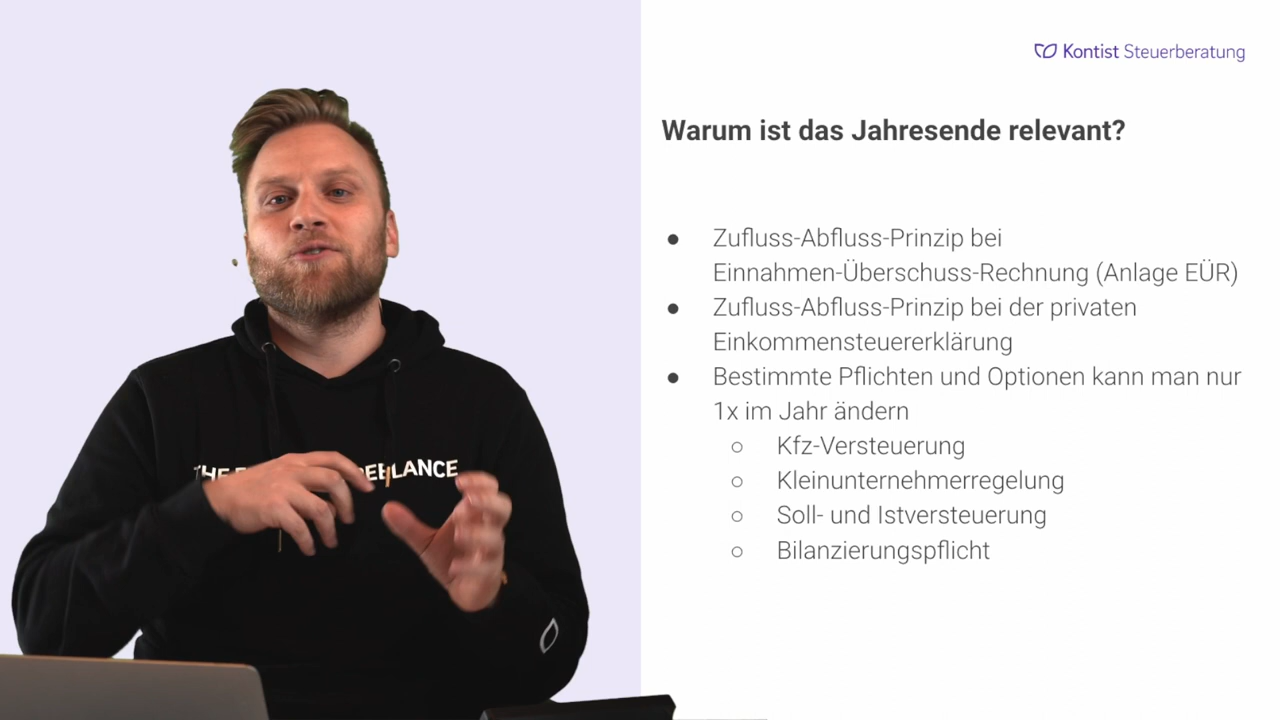 Kontist Steuerberatung
Warum ist das Jahresende relevant?
● Zufluss-Abfluss-Prinzip bei
Einnahmen-Überschuss-Rechnung (Anlage EÜR)
● Zufluss-Abfluss-Prinzip bei der privaten
Einkommensteuererklärung
● Bestimmte Pflichten und Optionen kann man nur
1x im Jahr ändern
○ Kfz-Versteuerung
○ Kleinunternehmerregelung
○ Soll- und Istversteuerung
○ Bilanzierungspflicht
THE